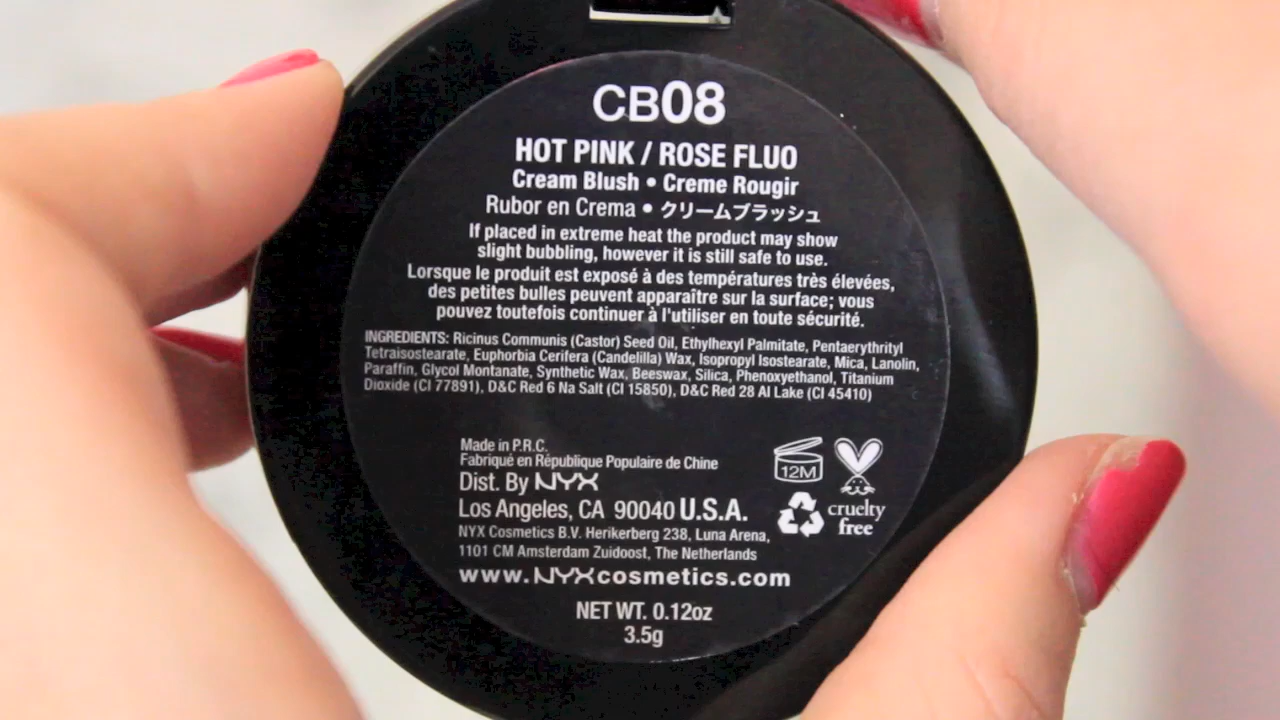 CB08
HOT PINK / ROSE FLUO
Cream Blush • Creme Rougir
Rubor en Crema • クリームブラッシュ
If placed in extreme heat the product may show
slight bubbling, however it is still safe to use.
Lorsque le produit est exposé à des températures très élevées,
des petites bulles peuvent apparaître sur la surface; vous
pouvez toutefois continuer à l'utiliser en toute sécurité.
INGREDIENTS: Ricinus Communis (Castor) Seed Oil, Ethylhexyl Palmitate, Pentaerythrityl
Tetraisostearate, Euphorbia Cerifera (Candelilla) Wax, Isopropyl Isostearate, Mica, Lanolin,
Paraffin, Glycol Montanate, Synthetic Wax, Beeswax, Silica, Phenoxyethanol, Titanium
Dioxide (CI 77891), D&C Red 6 Na Salt (CI 15850), D&C Red 28 Al Lake (CI 45410)
Made in P.R.C.
Fabriqué en République Populaire de Chine
Dist. By NYX
Los Angeles, CA 90040 U.S.A.
NYX Cosmetics B.V. Herikerberg 238, Luna Arena,
1101 CM Amsterdam Zuidoost, The Netherlands
www.NYXcosmetics.com
12M
cruelty
free
NET WT. 0.12oz
3.5g